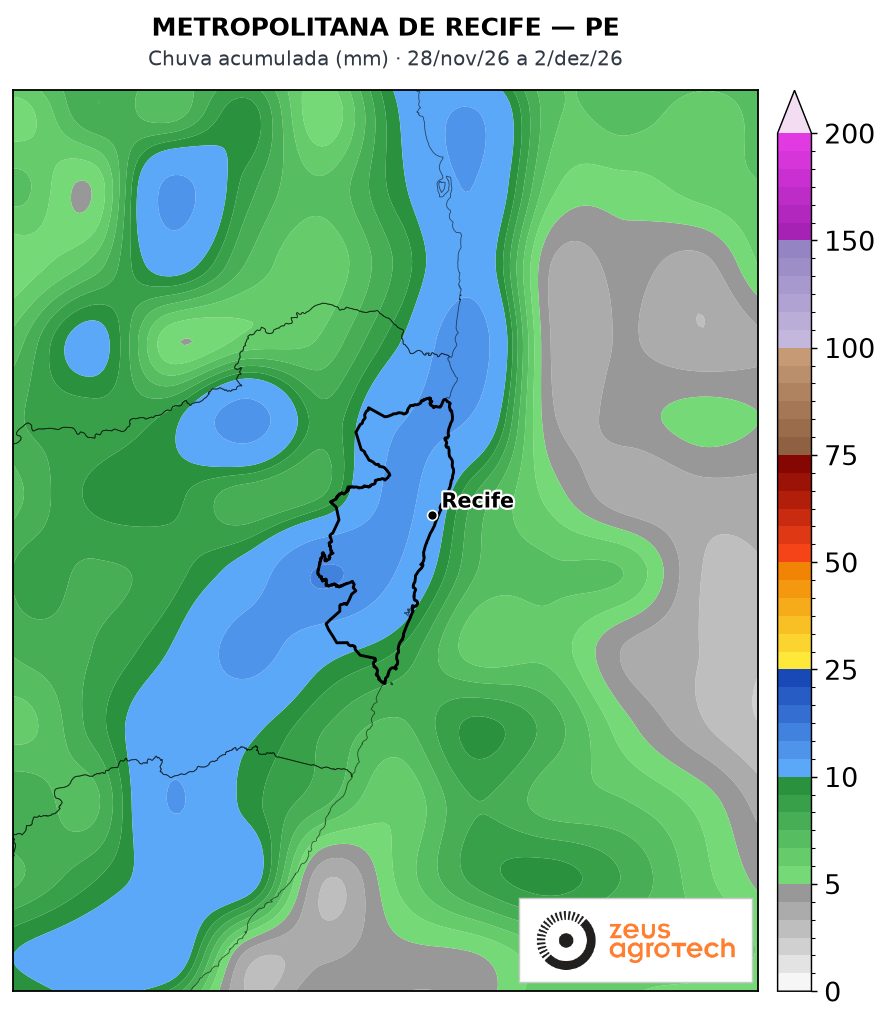 METROPOLITANA DE RECIFE — PE
Chuva acumulada (mm) · 28/nov/26 a 2/dez/26
200
150
100
75
50
25
10
5
0
Recife
zeus
agrotech